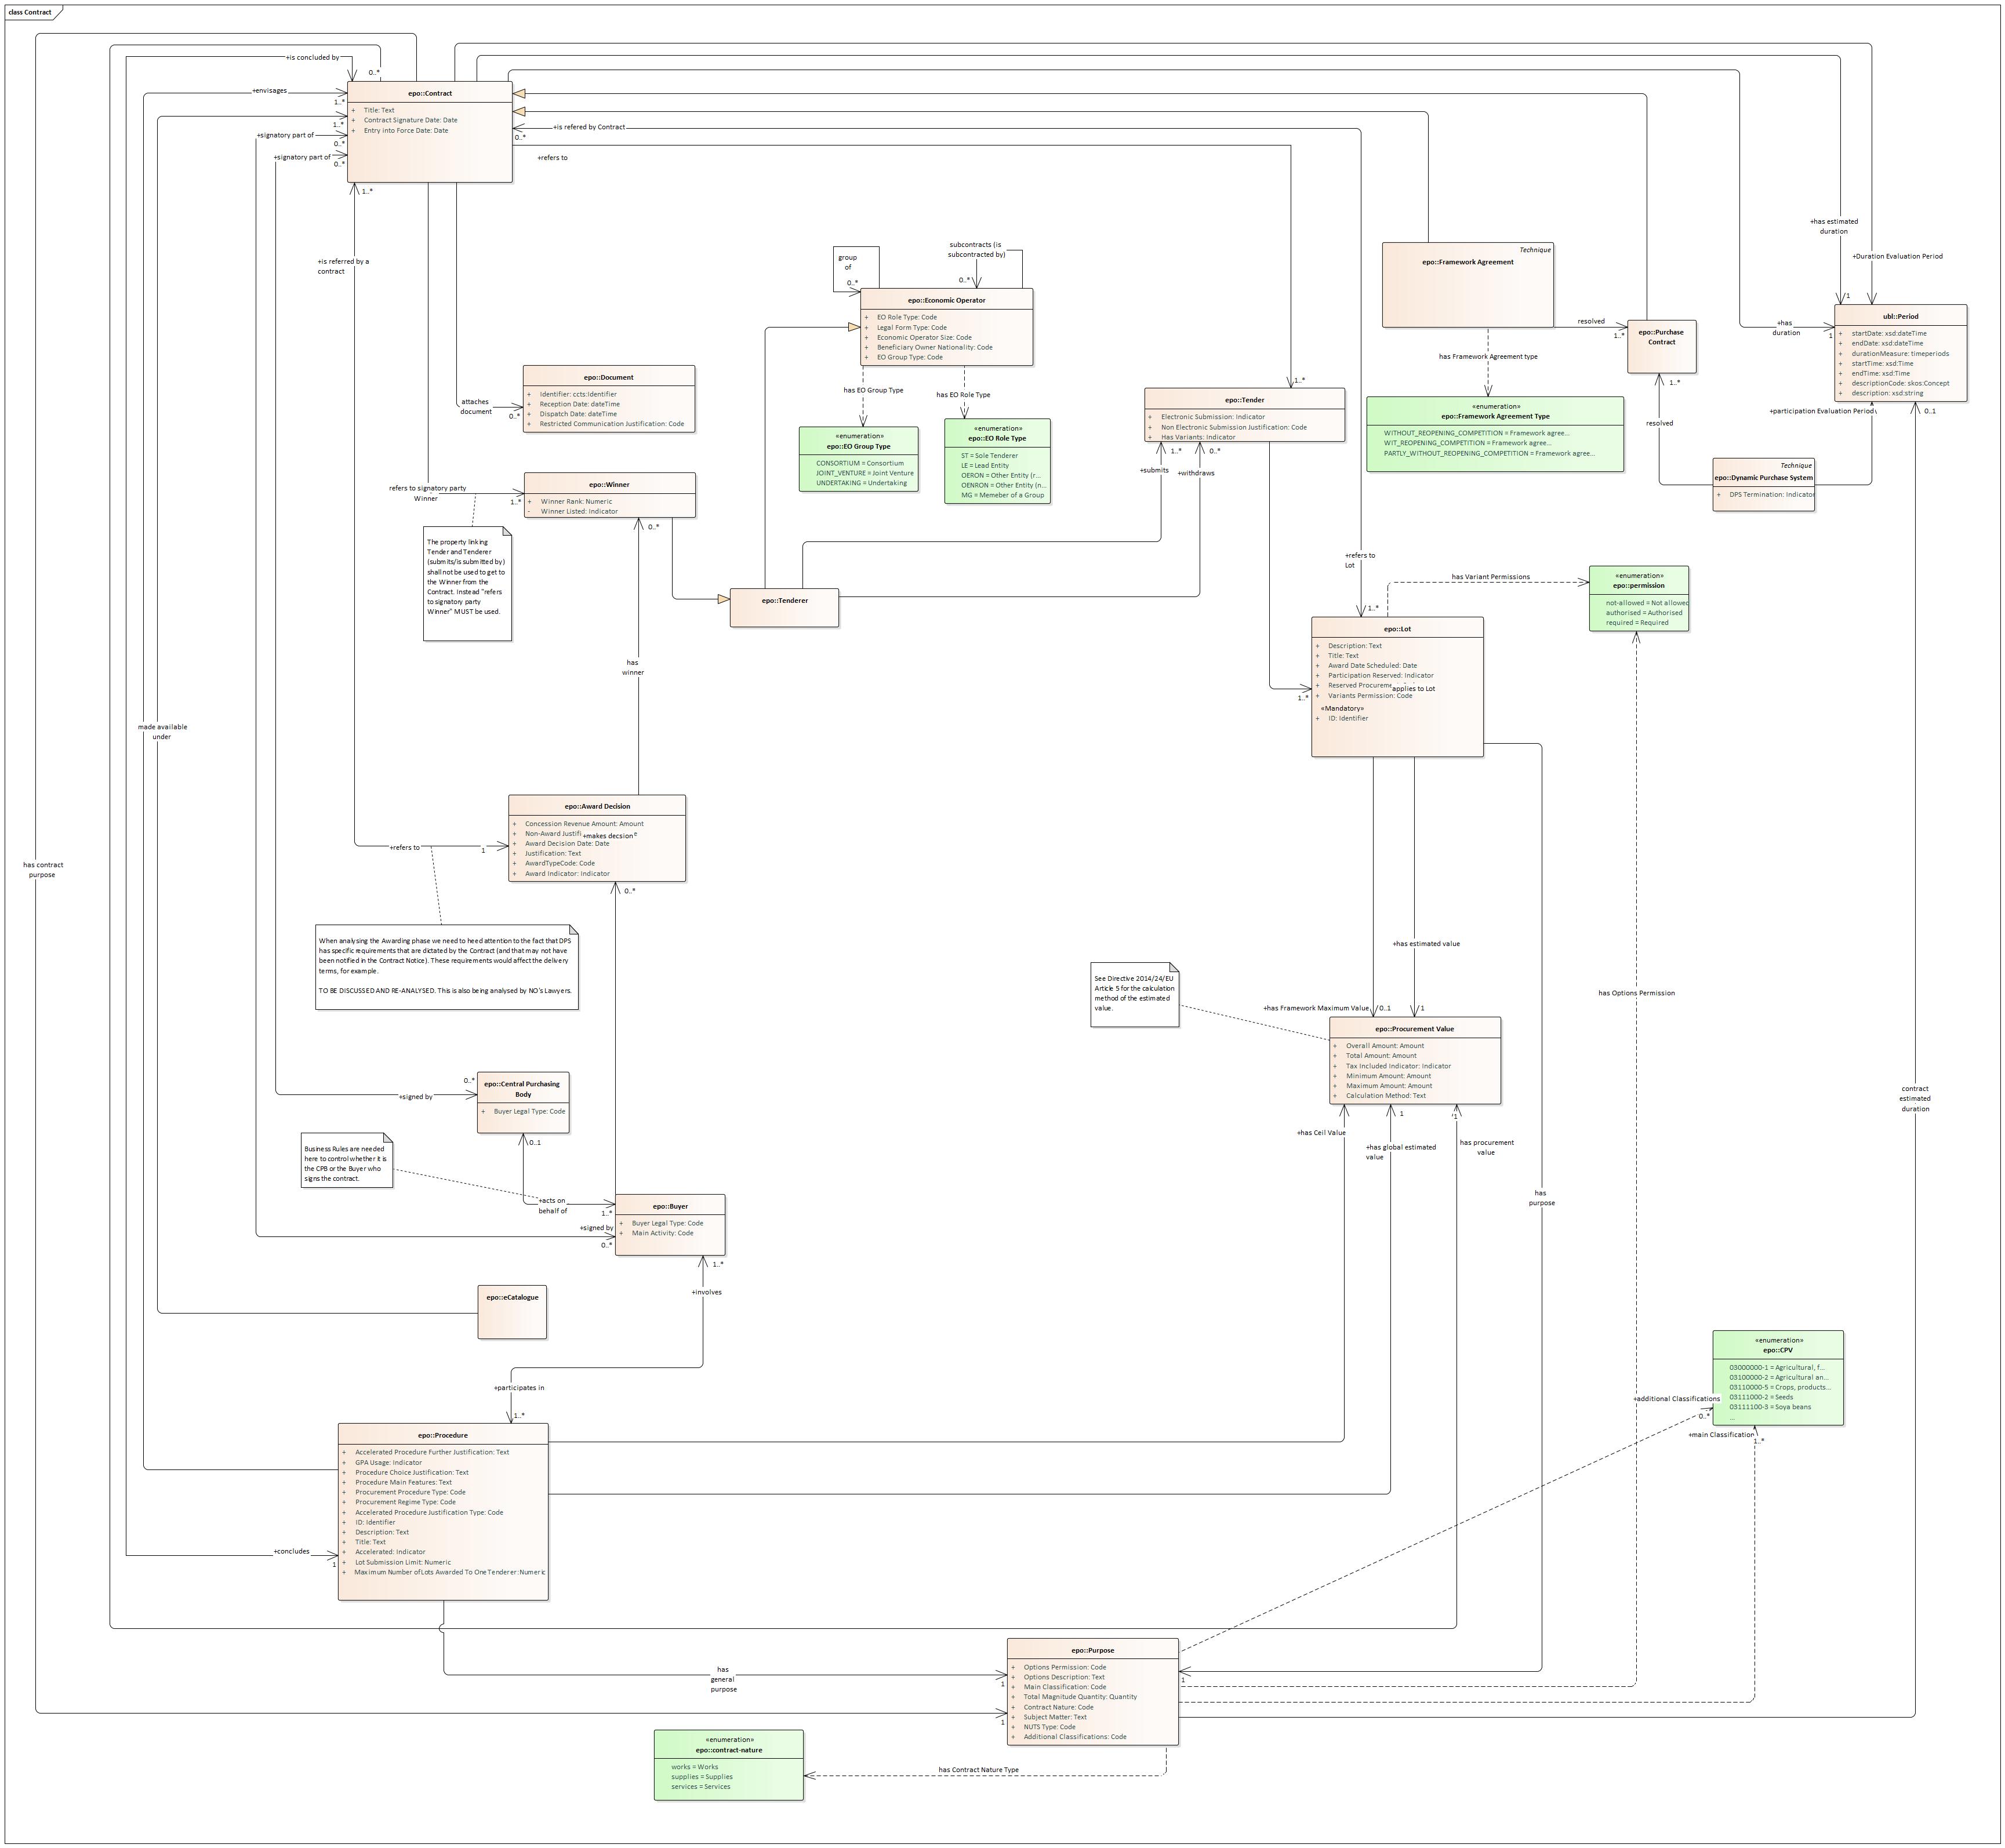 class Contract
+is concluded by
0..*
+envisages
1..*
1..*
+signatory part of
0..*
+signatory part of
0..*
epo::Contract
+ Title: Text
+ Contract Signature Date: Date
+ Entry into Force Date: Date
+is refered by Contract
0..*
+refers to
1..*
+is referred by a
contract
+has estimated
duration
+Duration Evaluation Period
1
+has
duration
1
group
of
0..*
subcontracts (is
subcontracted by)
0..*
epo::Economic Operator
+ EO Role Type: Code
+ Legal Form Type: Code
+ Economic Operator Size: Code
+ Beneficiary Owner Nationality: Code
+ EO Group Type: Code
has EO Group Type
has EO Role Type
Technique
epo::Framework Agreement
resolved
1..*
epo::Purchase
Contract
has Framework Agreement type
ubl::Period
+ startDate: xsd:dateTime
+ endDate: xsd:dateTime
+ durationMeasure: timeperiods
+ startTime: xsd:Time
+ endTime: xsd:Time
+ descriptionCode: skos:Concept
+ description: xsd:string
+participation Evaluation Period
0..1
epo::Document
+ Identifier: ccts:Identifier
+ Reception Date: dateTime
+ Dispatch Date: dateTime
+ Restricted Communication Justification: Code
attaches
document
0..*
«enumeration»
epo::EO Group Type
CONSORTIUM = Consortium
JOINT_VENTURE = Joint Venture
UNDERTAKING = Undertaking
«enumeration»
epo::EO Role Type
ST = Sole Tenderer
LE = Lead Entity
OERON = Other Entity (r...
OENRON = Other Entity (n...
MG = Memeber of a Group
1..*
epo::Tender
+ Electronic Submission: Indicator
+ Non Electronic Submission Justification: Code
+ Has Variants: Indicator
+submits
1..*
+withdraws
0..*
«enumeration»
epo::Framework Agreement Type
WITHOUT_REOPENING_COMPETITION = Framework agree...
WIT_REOPENING_COMPETITION = Framework agree...
PARTLY_WITHOUT_REOPENING_COMPETITION = Framework agree...
1..*
resolved
Technique
epo::Dynamic Purchase System
+ DPS Termination: Indicator
refers to signatory party
Winner
1..*
epo::Winner
+ Winner Rank: Numeric
- Winner Listed: Indicator
0..*
The property linking
Tender and Tenderer
(submits/is submitted by)
shall not be used to get to
the Winner from the
Contract. Instead "refers
to signatory party
Winner" MUST be used.
epo::Tenderer
+refers to
Lot
1..*
has Variant Permissions
«enumeration»
epo::permission
not-allowed = Not allowed
authorised = Authorised
required = Required
epo::Lot
+ Description: Text
+ Title: Text
+ Award Date Scheduled: Date
+ Participation Reserved: Indicator
+ Reserved Procureme
applies to Lot
+ Variants Permission: Code
«Mandatory»
+ ID: Identifier
1..*
has
winner
made available
under
epo::Award Decision
+ Concession Revenue Amount: Amount
+ Non-Award Justifi
+makes decsion
+ Award Decision Date: Date
+ Justification: Text
+ AwardTypeCode: Code
+ Award Indicator: Indicator
+refers to
1
0..*
has contract
purpose
When analysing the Awarding phase we need to heed attention to the fact that DPS
has specific requirements that are dictated by the Contract (and that may not have
been notified in the Contract Notice). These requirements would affect the delivery
terms, for example.
TO BE DISCUSSED AND RE-ANALYSED. This is also being analysed by NO's Lawyers.
See Directive 2014/24/EU
Article 5 for the calculation
method of the estimated
value.
+has estimated value
+has Framework Maximum Value
0..1
1
has Options Permission
epo::Procurement Value
+ Overall Amount: Amount
+ Total Amount: Amount
+ Tax Included Indicator: Indicator
+ Minimum Amount: Amount
+ Maximum Amount: Amount
+ Calculation Method: Text
+has Ceil Value
1
+has global estimated
value
1
has procurement
value
contract
estimated
duration
has
purpose
0..*
+signed by
epo::Central Purchasing
Body
+ Buyer Legal Type: Code
0..1
Business Rules are needed
here to control whether it is
the CPB or the Buyer who
signs the contract.
+acts on
behalf of
1..*
+signed by
0..*
epo::Buyer
+ Buyer Legal Type: Code
+ Main Activity: Code
1..*
+involves
epo::eCatalogue
+participates in
1..*
«enumeration»
epo::CPV
03000000-1 = Agricultural, f...
03100000-2 = Agricultural an...
03110000-5 = Crops, products...
03111000-2 = Seeds
03111100-3 = Soya beans
...
+additional Classifications
0..*
+main Classification
1..*
epo::Procedure
+ Accelerated Procedure Further Justification: Text
+ GPA Usage: Indicator
+ Procedure Choice Justification: Text
+ Procedure Main Features: Text
+ Procurement Procedure Type: Code
+ Procurement Regime Type: Code
+ Accelerated Procedure Justification Type: Code
+ ID: Identifier
+ Description: Text
+ Title: Text
+ Accelerated: Indicator
+ Lot Submission Limit: Numeric
+ Maximum Number of Lots Awarded To One Tenderer: Numeric
+concludes
1
has
general
purpose
1
1
1
epo::Purpose
+ Options Permission: Code
+ Options Description: Text
+ Main Classification: Code
+ Total Magnitude Quantity: Quantity
+ Contract Nature: Code
+ Subject Matter: Text
+ NUTS Type: Code
+ Additional Classifications: Code
«enumeration»
epo::contract-nature
works = Works
supplies = Supplies
services = Services
has Contract Nature Type